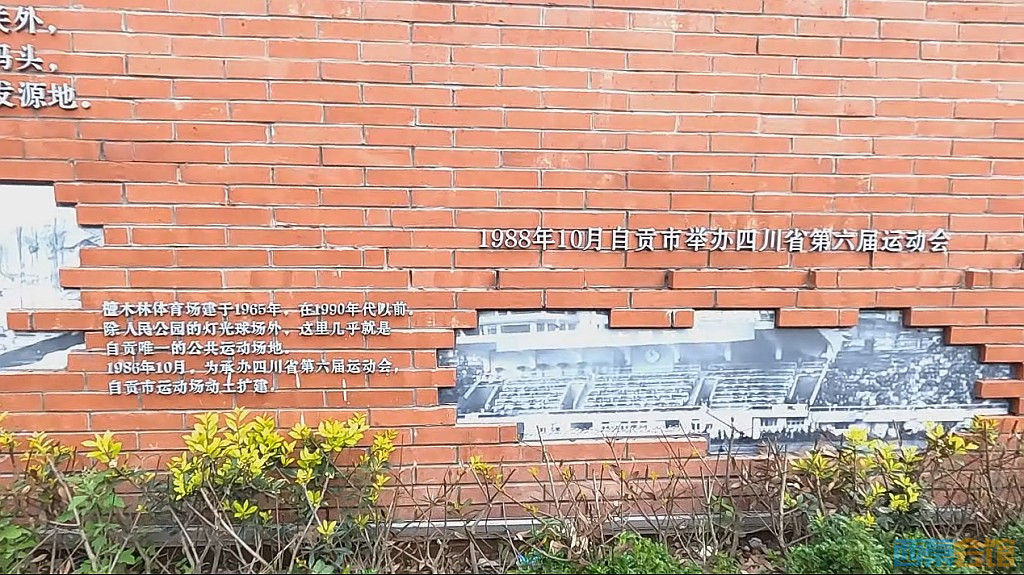 关外，
码头，
发源地.
1988年10月自贡市举办四川省第六届运动会
檀木林体育场建于1965年，在1990年代以前，
除人民公园的灯光球场外，这里几乎就是
自贡唯一的公共运动场地.
1986年10月，为承办四川省第六届运动会，
自贡市运动场动土扩建.